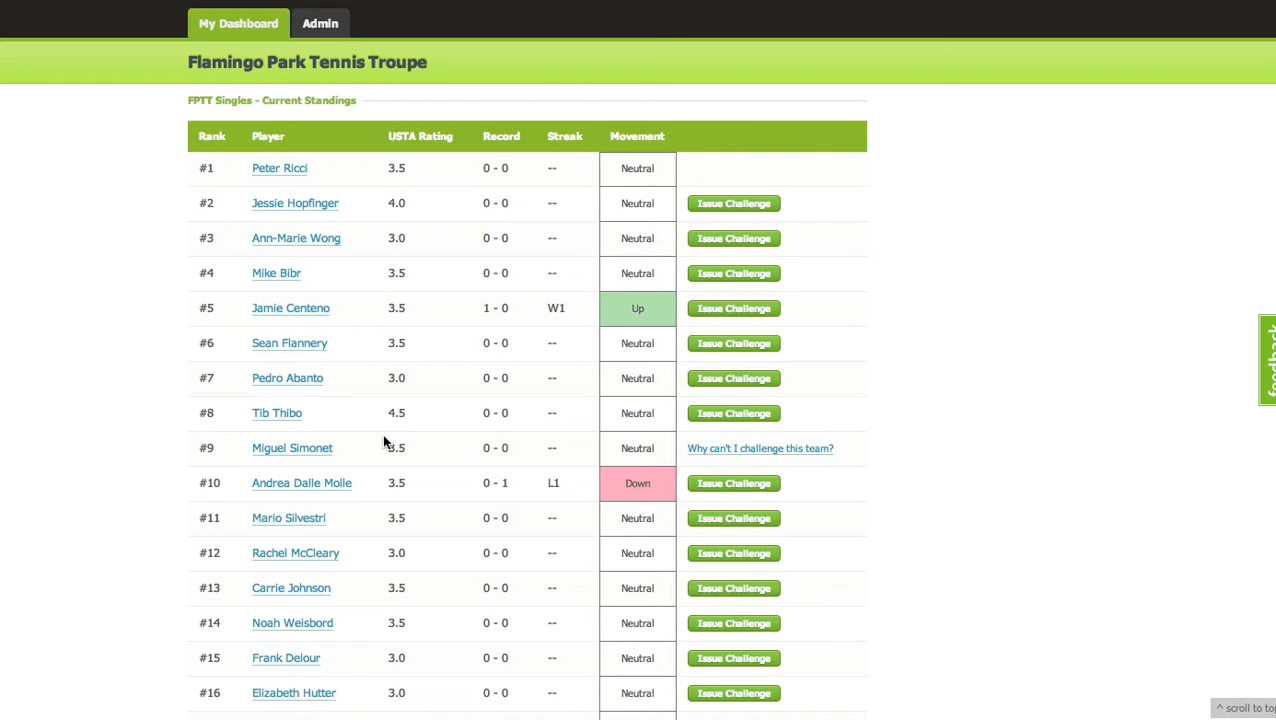 My Dashboard Admin
Flamingo Park Tennis Troupe
FPTT Singles - Current Standings
Rank Player USTA Rating Record Streak Movement
#1 Peter Ricci 3.5 0 - 0 -- Neutral
#2 Jessie Hopfinger 4.0 0 - 0 -- Neutral Issue Challenge
#3 Ann-Marie Wong 3.0 0 - 0 -- Neutral Issue Challenge
#4 Mike Bibr 3.5 0 - 0 -- Neutral Issue Challenge
#5 Jamie Centeno 3.5 1 - 0 W1 Up Issue Challenge
#6 Sean Flannery 3.5 0 - 0 -- Neutral Issue Challenge
#7 Pedro Abanto 3.0 0 - 0 -- Neutral Issue Challenge
#8 Tib Thibo 4.5 0 - 0 -- Neutral Issue Challenge
#9 Miguel Simonet 3.5 0 - 0 -- Neutral Why can't I challenge this team?
#10 Andrea Dalle Molle 3.5 0 - 1 L1 Down Issue Challenge
#11 Mario Silvestri 3.5 0 - 0 -- Neutral Issue Challenge
#12 Rachel McCleary 3.0 0 - 0 -- Neutral Issue Challenge
#13 Carrie Johnson 3.5 0 - 0 -- Neutral Issue Challenge
#14 Noah Weisbord 3.5 0 - 0 -- Neutral Issue Challenge
#15 Frank Delour 3.0 0 - 0 -- Neutral Issue Challenge
#16 Elizabeth Hutter 3.0 0 - 0 -- Neutral Issue Challenge
feedback
^ scroll to top